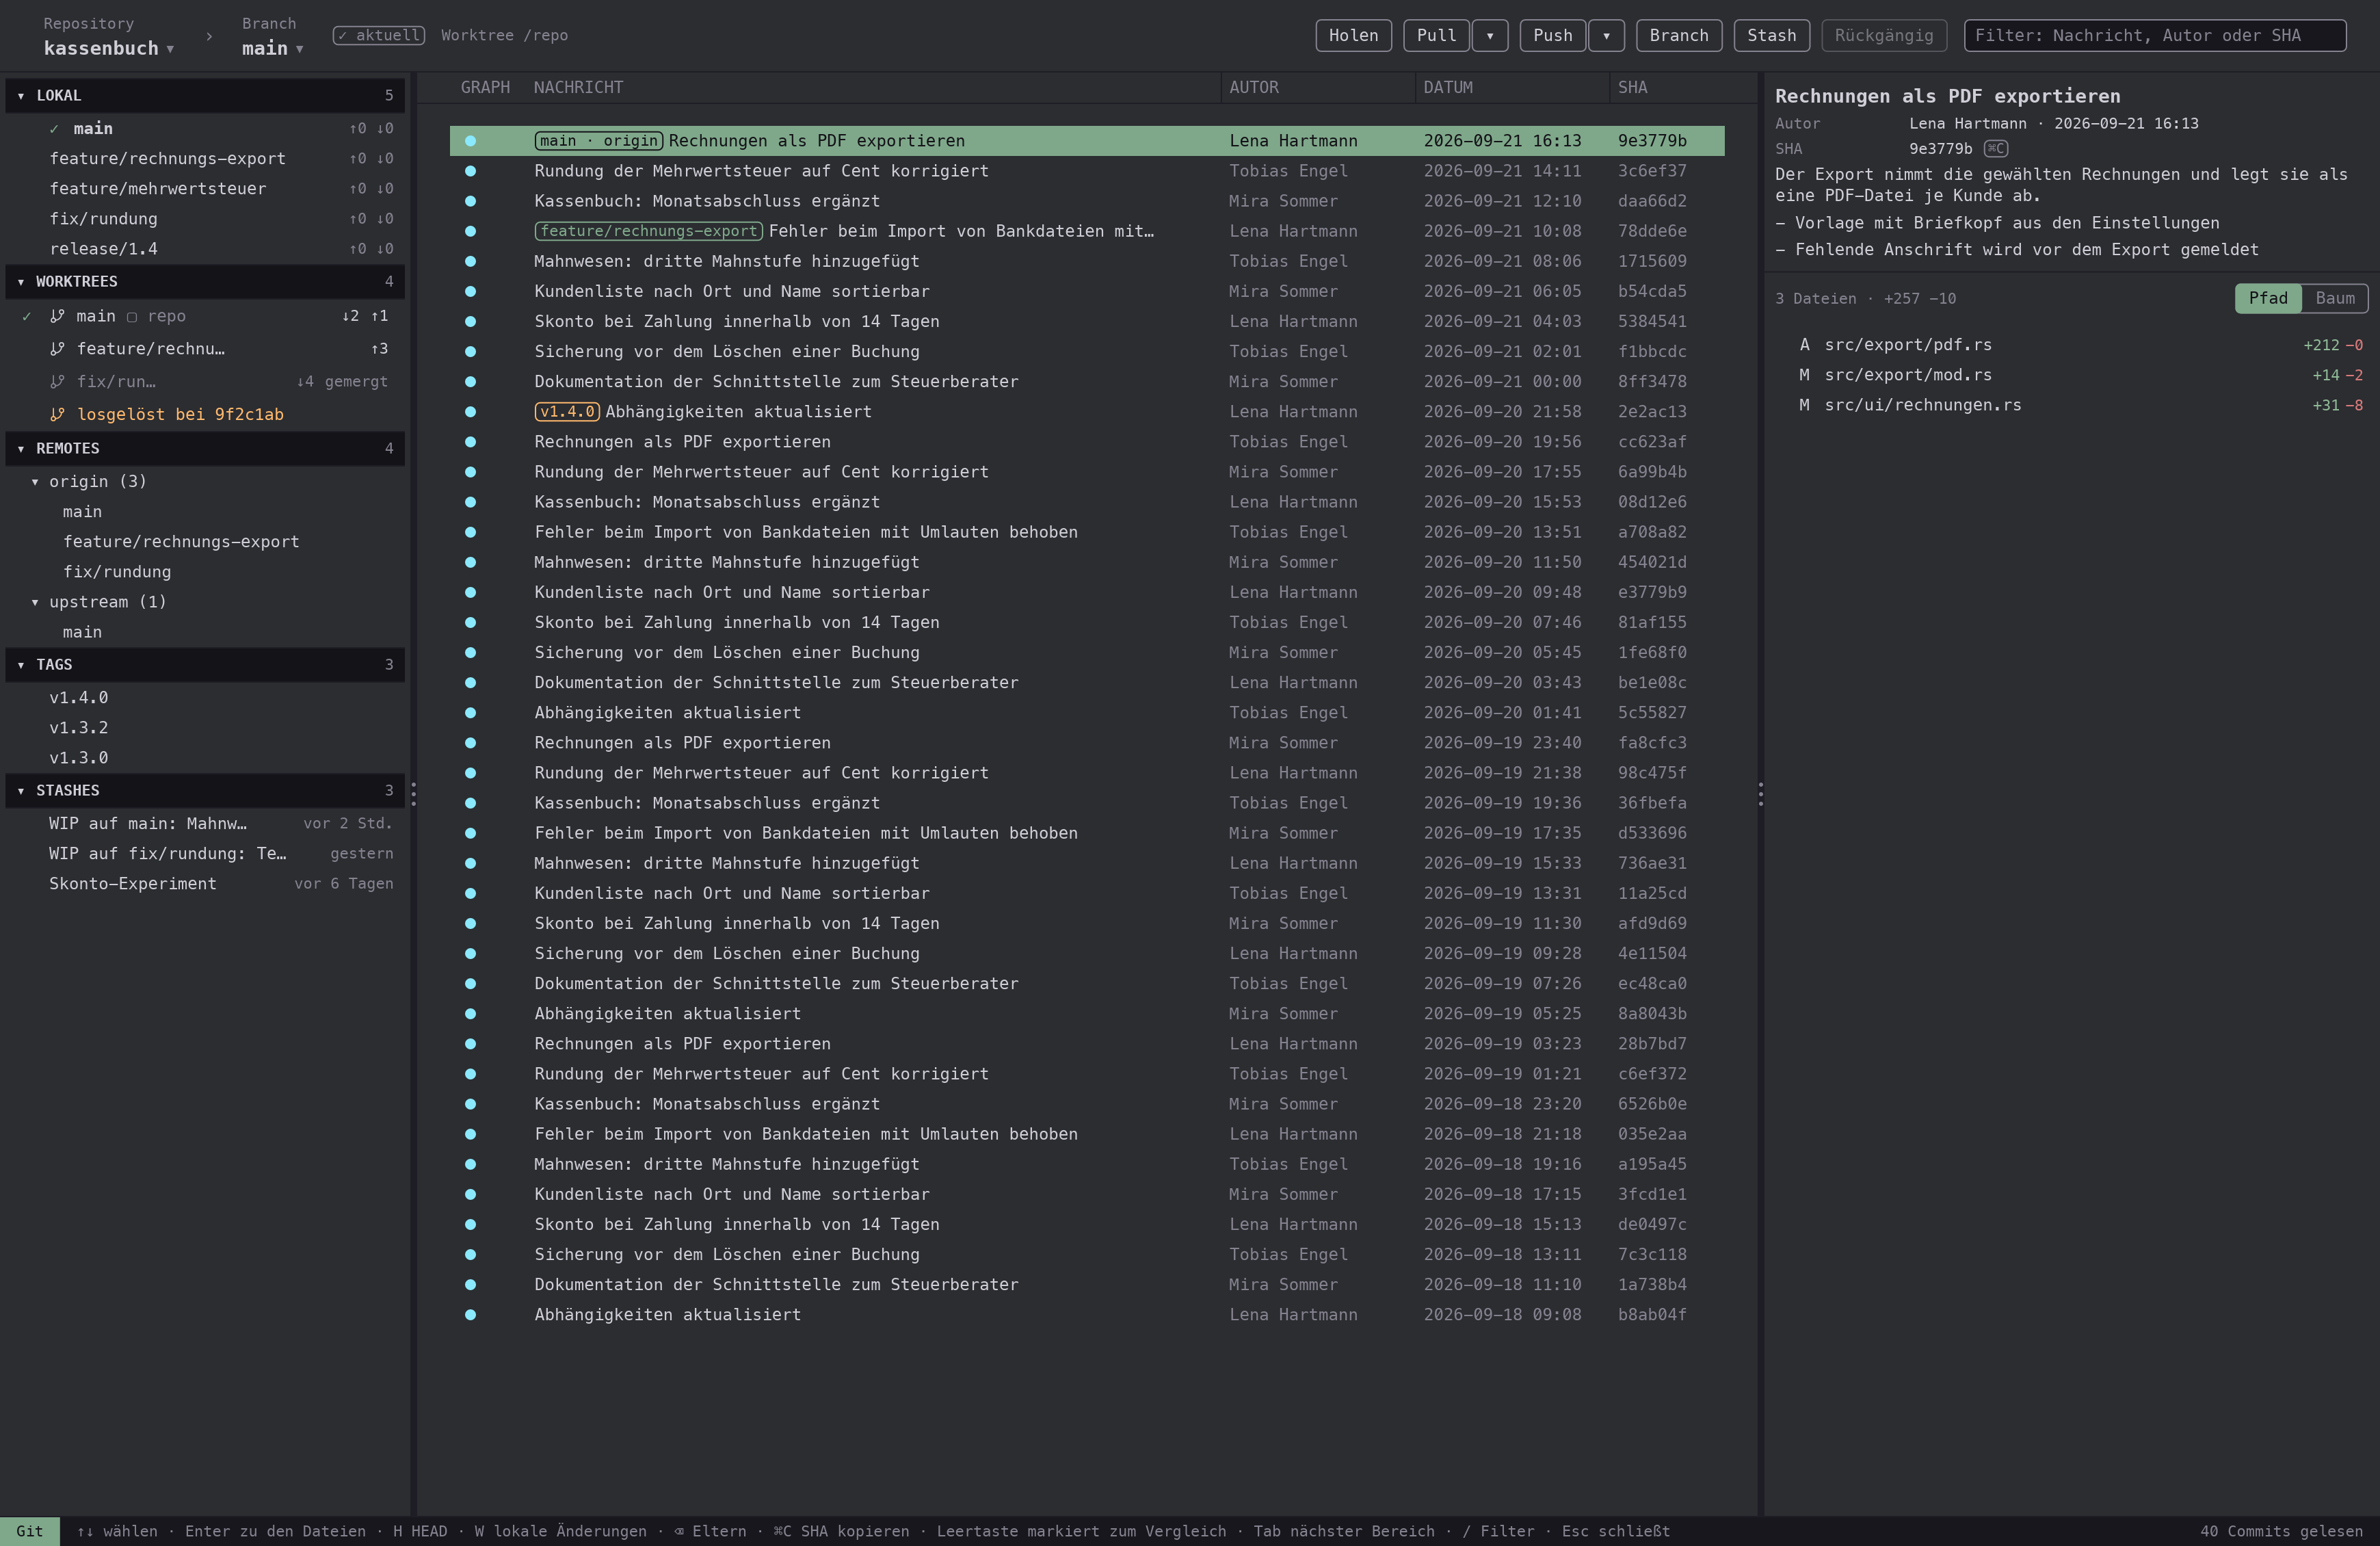 Repository
kassenbuch ▾
›
Branch
main ▾
✓ aktuell
Worktree /repo
Holen
Pull ▾
Push ▾
Branch
Stash
Rückgängig
Filter: Nachricht, Autor oder SHA
▾ LOKAL 5
✓ main ↑0 ↓0
feature/rechnungs-export ↑0 ↓0
feature/mehrwertsteuer ↑0 ↓0
fix/rundung ↑0 ↓0
release/1.4 ↑0 ↓0
▾ WORKTREES 4
✓ main ▢ repo ↓2 ↑1
feature/rechnu… ↑3
fix/run… ↓4 gemergt
losgelöst bei 9f2c1ab
▾ REMOTES 4
▾ origin (3)
main
feature/rechnungs-export
fix/rundung
▾ upstream (1)
main
▾ TAGS 3
v1.4.0
v1.3.2
v1.3.0
▾ STASHES 3
WIP auf main: Mahnw… vor 2 Std.
WIP auf fix/rundung: Te… gestern
Skonto-Experiment vor 6 Tagen
GRAPH NACHRICHT AUTOR DATUM SHA
main · origin Rechnungen als PDF exportieren Lena Hartmann 2026-09-21 16:13 9e3779b
Rundung der Mehrwertsteuer auf Cent korrigiert Tobias Engel 2026-09-21 14:11 3c6ef37
Kassenbuch: Monatsabschluss ergänzt Mira Sommer 2026-09-21 12:10 daa66d2
feature/rechnungs-export Fehler beim Import von Bankdateien mit… Lena Hartmann 2026-09-21 10:08 78dde6e
Mahnwesen: dritte Mahnstufe hinzugefügt Tobias Engel 2026-09-21 08:06 1715609
Kundenliste nach Ort und Name sortierbar Mira Sommer 2026-09-21 06:05 b54cda5
Skonto bei Zahlung innerhalb von 14 Tagen Lena Hartmann 2026-09-21 04:03 5384541
Sicherung vor dem Löschen einer Buchung Tobias Engel 2026-09-21 02:01 f1bbcdc
Dokumentation der Schnittstelle zum Steuerberater Mira Sommer 2026-09-21 00:00 8ff3478
v1.4.0 Abhängigkeiten aktualisiert Lena Hartmann 2026-09-20 21:58 2e2ac13
Rechnungen als PDF exportieren Tobias Engel 2026-09-20 19:56 cc623af
Rundung der Mehrwertsteuer auf Cent korrigiert Mira Sommer 2026-09-20 17:55 6a99b4b
Kassenbuch: Monatsabschluss ergänzt Lena Hartmann 2026-09-20 15:53 08d12e6
Fehler beim Import von Bankdateien mit Umlauten behoben Tobias Engel 2026-09-20 13:51 a708a82
Mahnwesen: dritte Mahnstufe hinzugefügt Mira Sommer 2026-09-20 11:50 454021d
Kundenliste nach Ort und Name sortierbar Lena Hartmann 2026-09-20 09:48 e3779b9
Skonto bei Zahlung innerhalb von 14 Tagen Tobias Engel 2026-09-20 07:46 81af155
Sicherung vor dem Löschen einer Buchung Mira Sommer 2026-09-20 05:45 1fe68f0
Dokumentation der Schnittstelle zum Steuerberater Lena Hartmann 2026-09-20 03:43 be1e08c
Abhängigkeiten aktualisiert Tobias Engel 2026-09-20 01:41 5c55827
Rechnungen als PDF exportieren Mira Sommer 2026-09-19 23:40 fa8cfc3
Rundung der Mehrwertsteuer auf Cent korrigiert Lena Hartmann 2026-09-19 21:38 98c475f
Kassenbuch: Monatsabschluss ergänzt Tobias Engel 2026-09-19 19:36 36fbefa
Fehler beim Import von Bankdateien mit Umlauten behoben Mira Sommer 2026-09-19 17:35 d533696
Mahnwesen: dritte Mahnstufe hinzugefügt Lena Hartmann 2026-09-19 15:33 736ae31
Kundenliste nach Ort und Name sortierbar Tobias Engel 2026-09-19 13:31 11a25cd
Skonto bei Zahlung innerhalb von 14 Tagen Mira Sommer 2026-09-19 11:30 afd9d69
Sicherung vor dem Löschen einer Buchung Lena Hartmann 2026-09-19 09:28 4e11504
Dokumentation der Schnittstelle zum Steuerberater Tobias Engel 2026-09-19 07:26 ec48ca0
Abhängigkeiten aktualisiert Mira Sommer 2026-09-19 05:25 8a8043b
Rechnungen als PDF exportieren Lena Hartmann 2026-09-19 03:23 28b7bd7
Rundung der Mehrwertsteuer auf Cent korrigiert Tobias Engel 2026-09-19 01:21 c6ef372
Kassenbuch: Monatsabschluss ergänzt Mira Sommer 2026-09-18 23:20 6526b0e
Fehler beim Import von Bankdateien mit Umlauten behoben Lena Hartmann 2026-09-18 21:18 035e2aa
Mahnwesen: dritte Mahnstufe hinzugefügt Tobias Engel 2026-09-18 19:16 a195a45
Kundenliste nach Ort und Name sortierbar Mira Sommer 2026-09-18 17:15 3fcd1e1
Skonto bei Zahlung innerhalb von 14 Tagen Lena Hartmann 2026-09-18 15:13 de0497c
Sicherung vor dem Löschen einer Buchung Tobias Engel 2026-09-18 13:11 7c3c118
Dokumentation der Schnittstelle zum Steuerberater Mira Sommer 2026-09-18 11:10 1a738b4
Abhängigkeiten aktualisiert Lena Hartmann 2026-09-18 09:08 b8ab04f
Rechnungen als PDF exportieren
Autor Lena Hartmann · 2026-09-21 16:13
SHA 9e3779b ⌘C
Der Export nimmt die gewählten Rechnungen und legt sie als
eine PDF-Datei je Kunde ab.
- Vorlage mit Briefkopf aus den Einstellungen
- Fehlende Anschrift wird vor dem Export gemeldet
3 Dateien · +257 −10
Pfad Baum
A src/export/pdf.rs +212 −0
M src/export/mod.rs +14 −2
M src/ui/rechnungen.rs +31 −8
Git ↑↓ wählen · Enter zu den Dateien · H HEAD · W lokale Änderungen · ⌫ Eltern · ⌘C SHA kopieren · Leertaste markiert zum Vergleich · Tab nächster Bereich · / Filter · Esc schließt 40 Commits gelesen